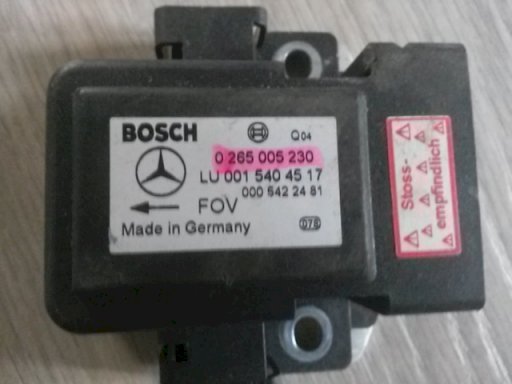 BOSCH
Q04
0 265 005 230
LU 001 540 45 17
000 542 24 81
FOV
Made in Germany
078
Stoss-
empfindlich